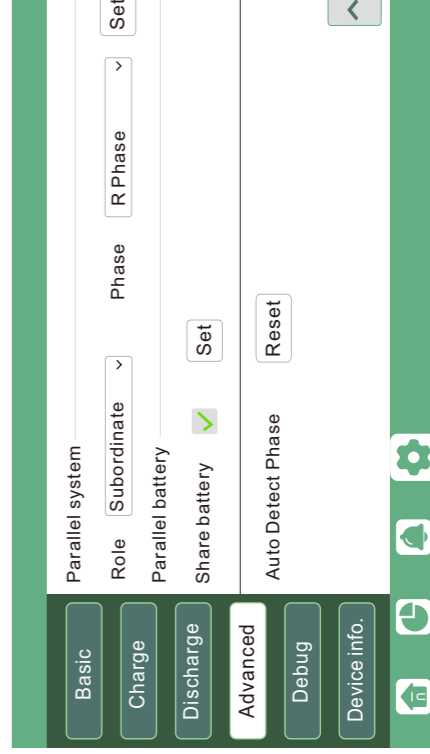 Basic
Charge
Discharge
Advanced
Debug
Device info.
Parallel system
Role Subordinate Phase R Phase Set
Parallel battery
Share battery Set
Auto Detect Phase Reset